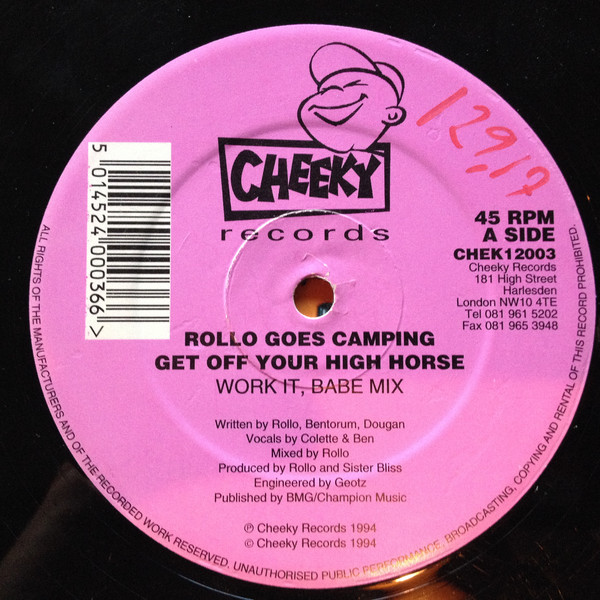 CHEEKY
records
129,17
5 014524 000366 >
45 RPM
A SIDE
CHEK12003
Cheeky Records
181 High Street
Harlesden
London NW10 4TE
Tel 081 961 5202
Fax 081 965 3948
ROLLO GOES CAMPING
GET OFF YOUR HIGH HORSE
WORK IT, BABE MIX
Written by Rollo, Bentorum, Dougan
Vocals by Colette & Ben
Mixed by Rollo
Produced by Rollo and Sister Bliss
Engineered by Geotz
Published by BMG/Champion Music
℗ Cheeky Records 1994
© Cheeky Records 1994
ALL RIGHTS OF THE MANUFACTURERS AND OF THE RECORDED WORK RESERVED. UNAUTHORISED PUBLIC PERFORMANCE, BROADCASTING, COPYING AND RENTAL OF THIS RECORD PROHIBITED.